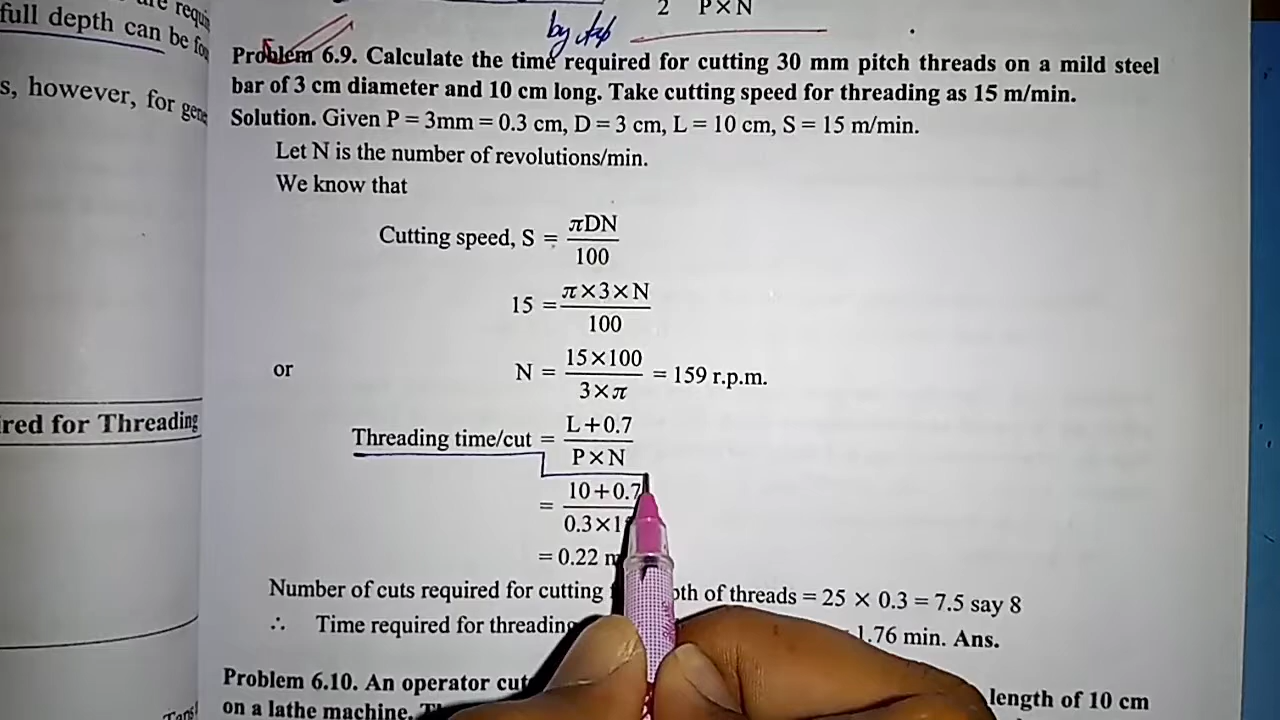 full depth can be
s, however, for
red for Threading
by
2 P×N
Problem 6.9. Calculate the time required for cutting 30 mm pitch threads on a mild steel
bar of 3 cm diameter and 10 cm long. Take cutting speed for threading as 15 m/min.
Solution. Given P = 3mm = 0.3 cm, D = 3 cm, L = 10 cm, S = 15 m/min.
Let N is the number of revolutions/min.
We know that
Cutting speed, S = πDN
100
15 = π×3×N
100
or N = 15×100 = 159 r.p.m.
3×π
Threading time/cut = L+0.7
P×N
= 10+0.7
0.3×1
= 0.22
Number of cuts required for cutting threads = 25 × 0.3 = 7.5 say 8
∴ Time required for threading 1.76 min. Ans.
Problem 6.10. An operator cut length of 10 cm
on a lathe machine.